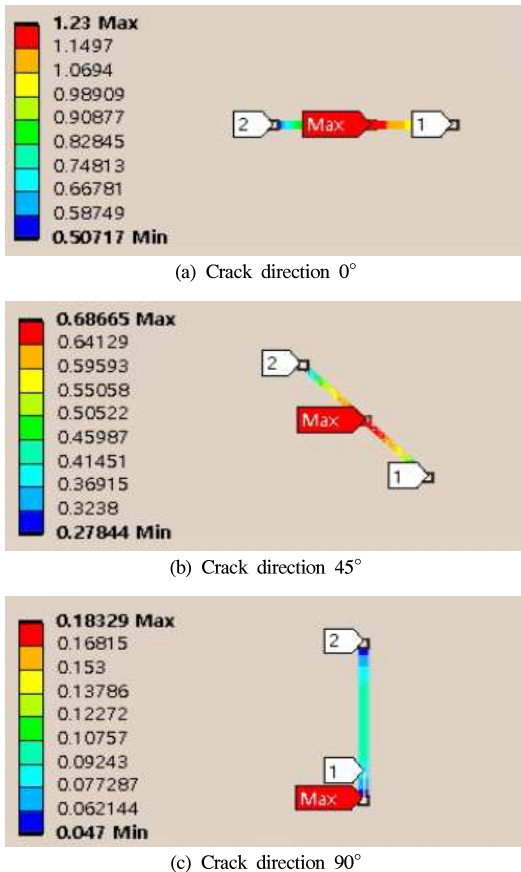 1.23 Max
1.1497
1.0694
0.98909
0.90877
0.82845
0.74813
0.66781
0.58749
0.50717 Min
2
Max
1
(a) Crack direction 0°
0.68665 Max
0.64129
0.59593
0.55058
0.50522
0.45987
0.41451
0.36915
0.3238
0.27844 Min
2
Max
1
(b) Crack direction 45°
0.18329 Max
0.16815
0.153
0.13786
0.12272
0.10757
0.09243
0.077287
0.062144
0.047 Min
2
1
Max
(c) Crack direction 90°